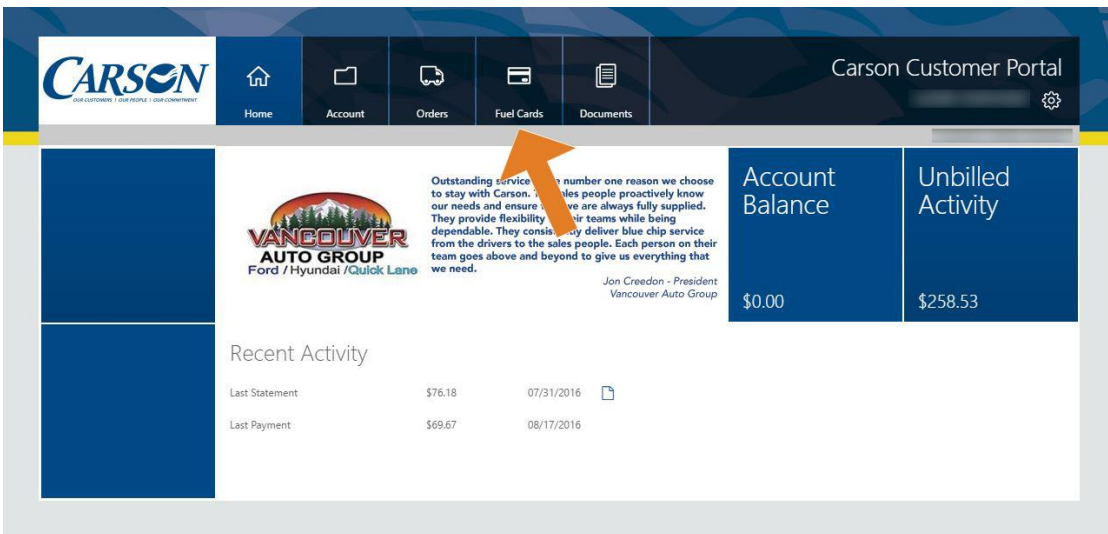 CARSON
OUR CUSTOMERS | OUR PEOPLE | OUR COMMITMENT
Home
Account
Orders
Fuel Cards
Documents
Carson Customer Portal
VANCOUVER
AUTO GROUP
Ford / Hyundai / Quick Lane
Outstanding service number one reason we choose
to stay with Carson. people proactively know
our needs and ensure we are always fully supplied.
They provide flexibility teams while being
dependable. They deliver blue chip service
from the drivers to the sales people. Each person on their
team goes above and beyond to give us everything that
we need.
Jon Creedon - President
Vancouver Auto Group
Account
Balance
$0.00
Unbilled
Activity
$258.53
Recent Activity
Last Statement $76.18 07/31/2016
Last Payment $69.67 08/17/2016